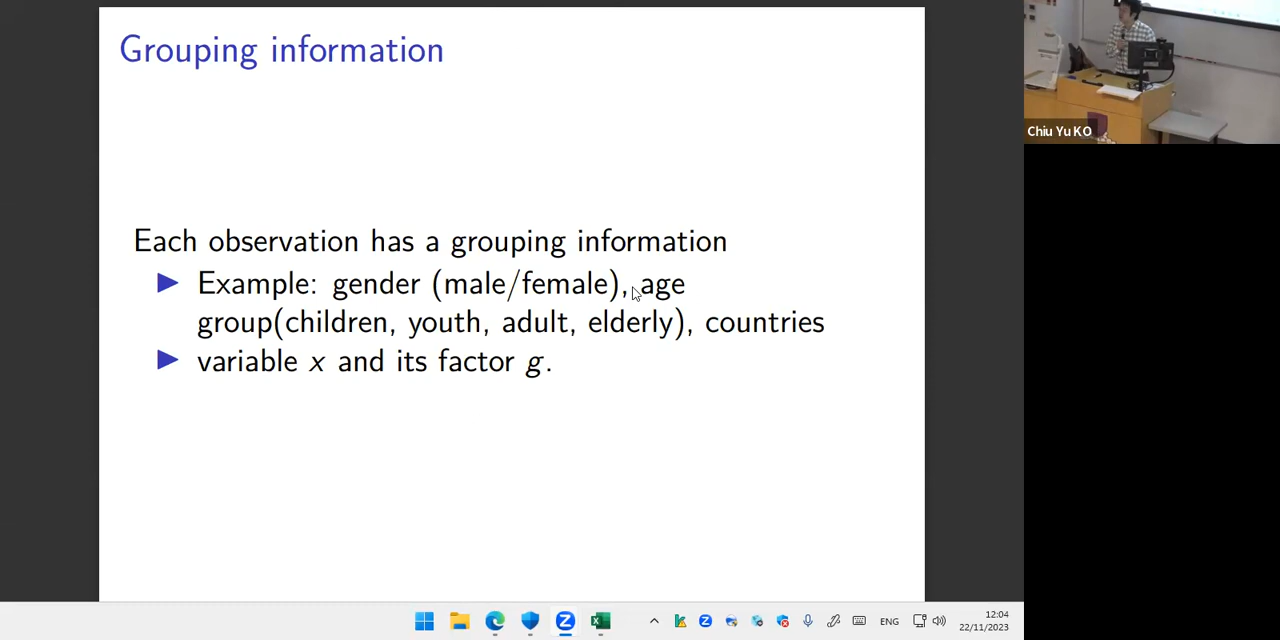 Grouping information
Each observation has a grouping information
Example: gender (male/female), age
group(children, youth, adult, elderly), countries
variable x and its factor g.
Chiu Yu KO
ENG
12:04
22/11/2023